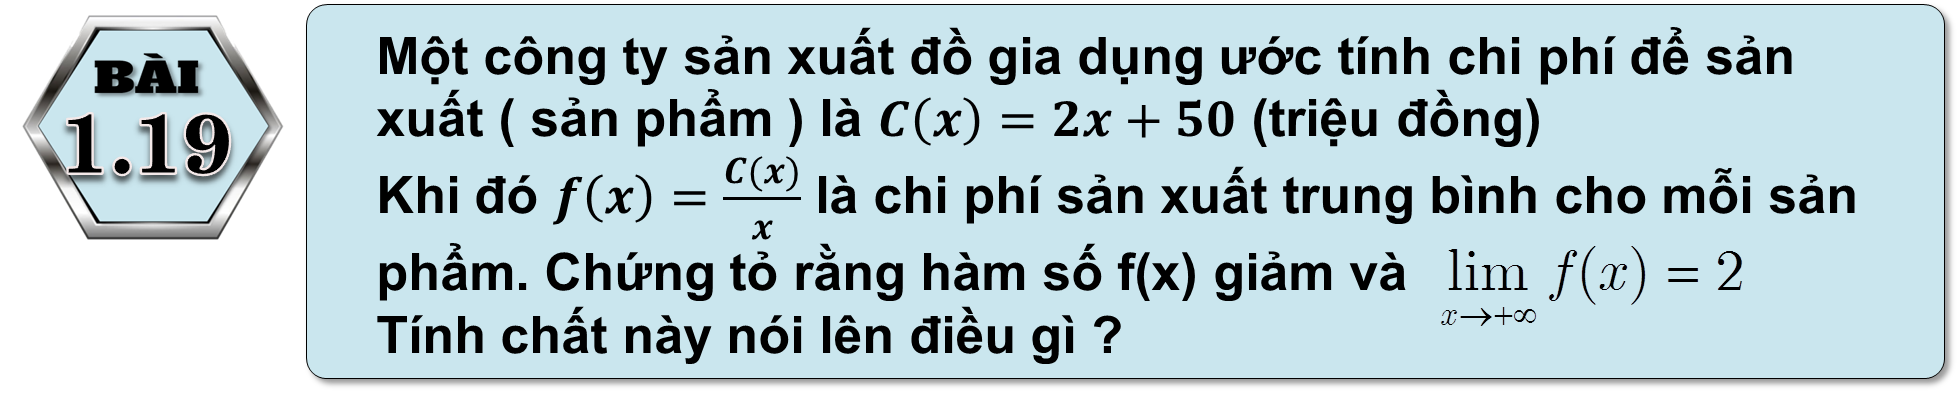 BÀI
1.19
Một công ty sản xuất đồ gia dụng ước tính chi phí để sản
xuất ( sản phẩm ) là C(x) = 2x + 50 (triệu đồng)
Khi đó f(x) = C(x)/x là chi phí sản xuất trung bình cho mỗi sản
phẩm. Chứng tỏ rằng hàm số f(x) giảm và lim x→+∞ f(x) = 2
Tính chất này nói lên điều gì ?